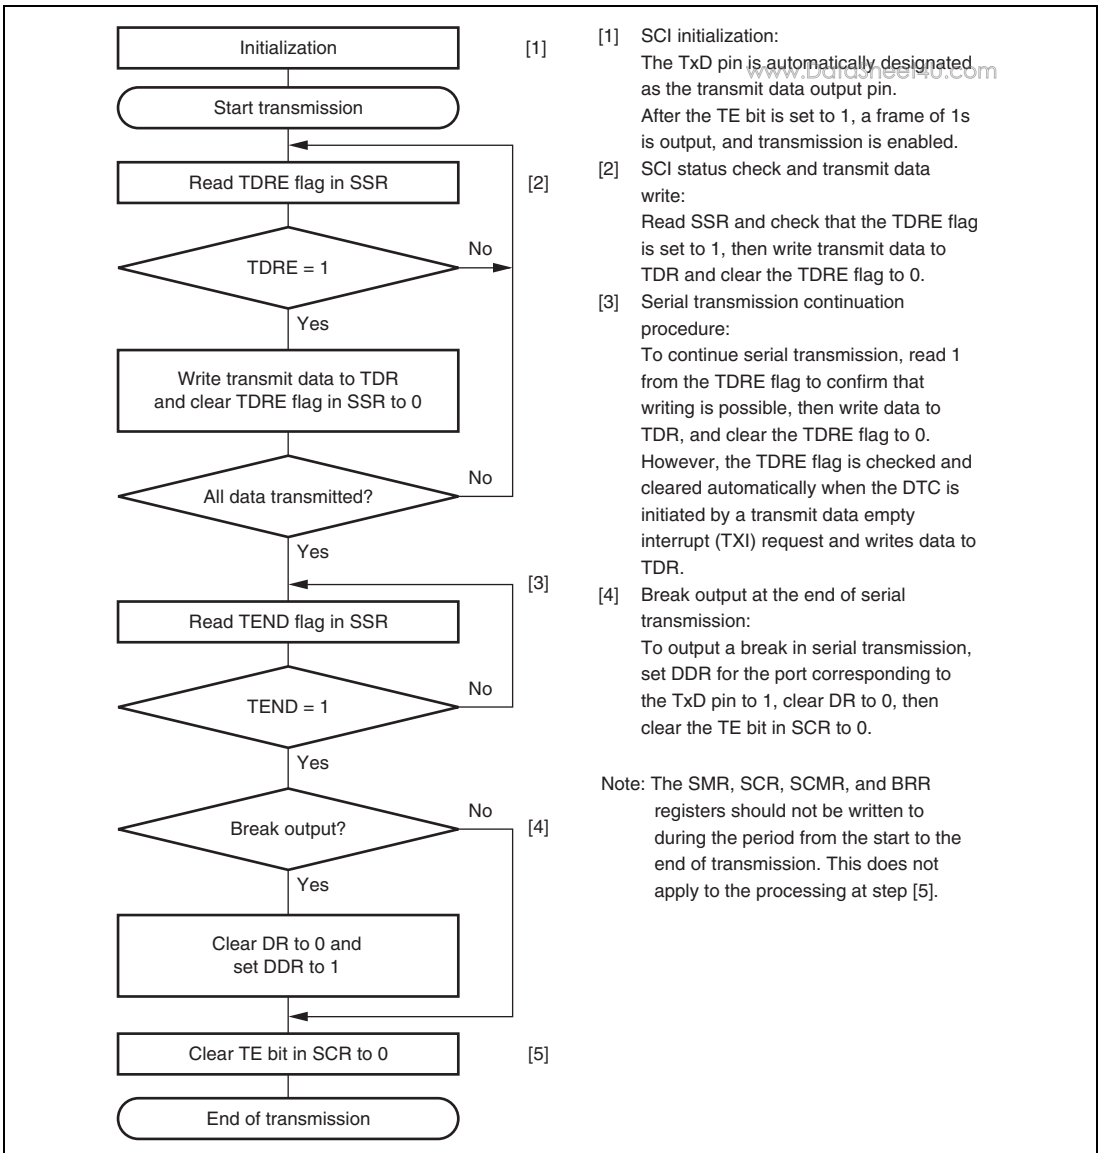 Initialization [1]
Start transmission
Read TDRE flag in SSR [2]
No
TDRE = 1
Yes
Write transmit data to TDR
and clear TDRE flag in SSR to 0
No
All data transmitted?
Yes
[3]
Read TEND flag in SSR
No
TEND = 1
Yes
No
Break output? [4]
Yes
Clear DR to 0 and
set DDR to 1
Clear TE bit in SCR to 0 [5]
End of transmission
[1] SCI initialization:
The TxD pin is automatically designated
www.DataSheet4U.com
as the transmit data output pin.
After the TE bit is set to 1, a frame of 1s
is output, and transmission is enabled.
[2] SCI status check and transmit data
write:
Read SSR and check that the TDRE flag
is set to 1, then write transmit data to
TDR and clear the TDRE flag to 0.
[3] Serial transmission continuation
procedure:
To continue serial transmission, read 1
from the TDRE flag to confirm that
writing is possible, then write data to
TDR, and clear the TDRE flag to 0.
However, the TDRE flag is checked and
cleared automatically when the DTC is
initiated by a transmit data empty
interrupt (TXI) request and writes data to
TDR.
[4] Break output at the end of serial
transmission:
To output a break in serial transmission,
set DDR for the port corresponding to
the TxD pin to 1, clear DR to 0, then
clear the TE bit in SCR to 0.
Note: The SMR, SCR, SCMR, and BRR
registers should not be written to
during the period from the start to the
end of transmission. This does not
apply to the processing at step [5].